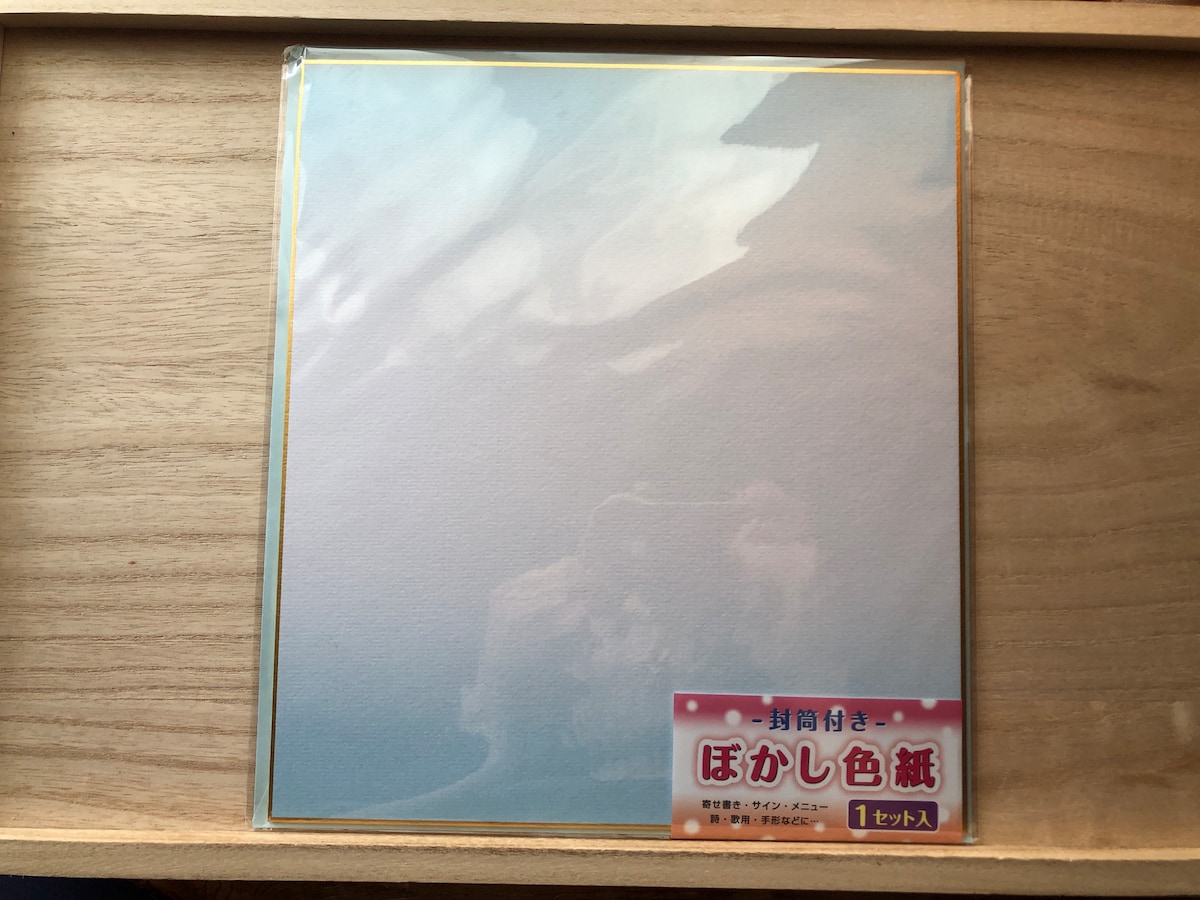 -封筒付き-
ぼかし色紙
寄せ書き・サイン・メニュー
詩・歌用・手形などに…
1セット入